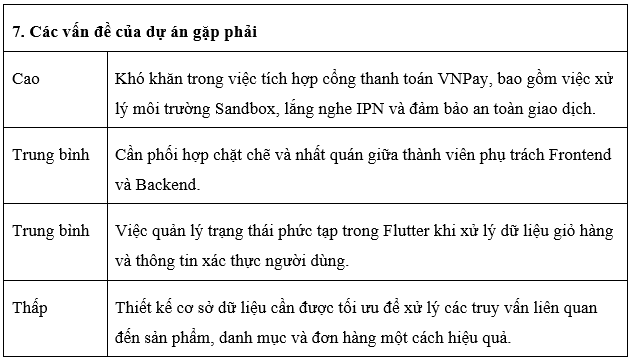 7. Các vấn đề của dự án gặp phải
Cao
Khó khăn trong việc tích hợp cổng thanh toán VNPay, bao gồm việc xử
lý môi trường Sandbox, lắng nghe IPN và đảm bảo an toàn giao dịch.
Trung bình
Cần phối hợp chặt chẽ và nhất quán giữa thành viên phụ trách Frontend
và Backend.
Trung bình
Việc quản lý trạng thái phức tạp trong Flutter khi xử lý dữ liệu giỏ hàng
và thông tin xác thực người dùng.
Thấp
Thiết kế cơ sở dữ liệu cần được tối ưu để xử lý các truy vấn liên quan
đến sản phẩm, danh mục và đơn hàng một cách hiệu quả.